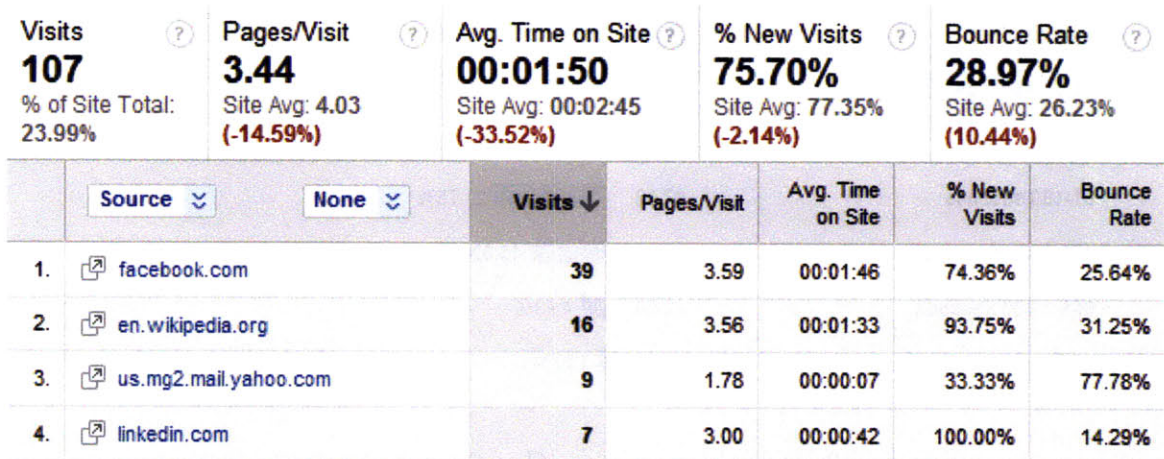 Visits ? Pages/Visit ? Avg. Time on Site ? % New Visits ? Bounce Rate ?
107 3.44 00:01:50 75.70% 28.97%
% of Site Total: Site Avg: 4.03 Site Avg: 00:02:45 Site Avg: 77.35% Site Avg: 26.23%
23.99% (-14.59%) (-33.52%) (-2.14%) (10.44%)
Source None Visits Pages/Visit Avg. Time on Site % New Visits Bounce Rate
1. facebook.com 39 3.59 00:01:46 74.36% 25.64%
2. en.wikipedia.org 16 3.56 00:01:33 93.75% 31.25%
3. us.mg2.mail.yahoo.com 9 1.78 00:00:07 33.33% 77.78%
4. linkedin.com 7 3.00 00:00:42 100.00% 14.29%